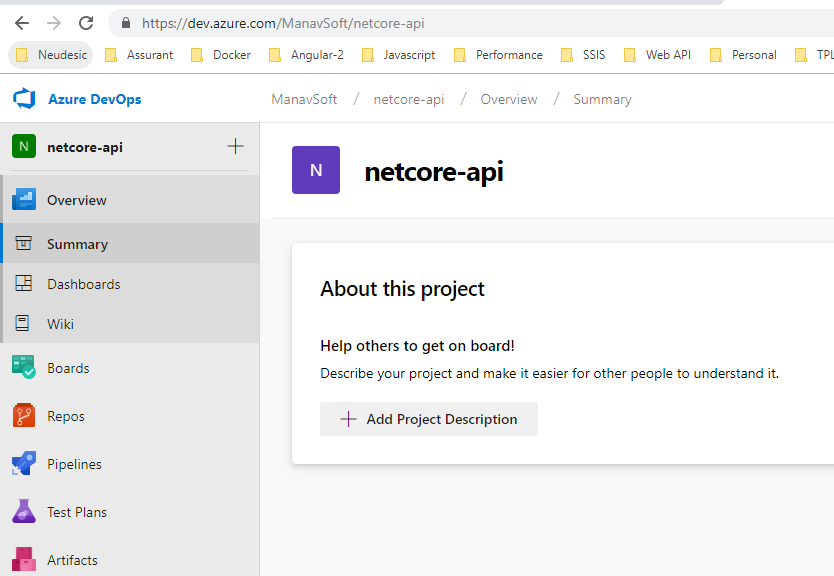 https://dev.azure.com/ManavSoft/netcore-api
Neudesic Assurant Docker Angular-2 Javascript Performance SSIS Web API Personal TPL
Azure DevOps
ManavSoft / netcore-api / Overview / Summary
N netcore-api
N netcore-api
Overview
Summary
Dashboards
Wiki
Boards
Repos
Pipelines
Test Plans
Artifacts
About this project
Help others to get on board!
Describe your project and make it easier for other people to understand it.
Add Project Description